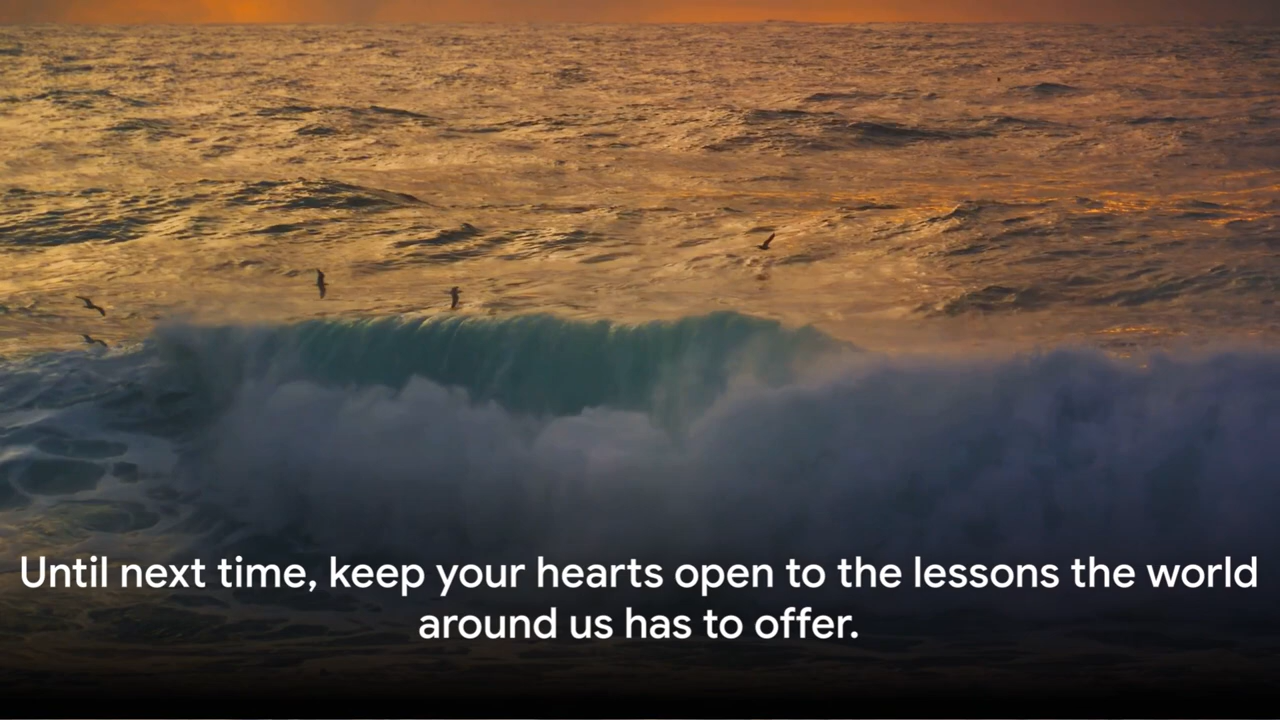 Until next time, keep your hearts open to the lessons the world
around us has to offer.